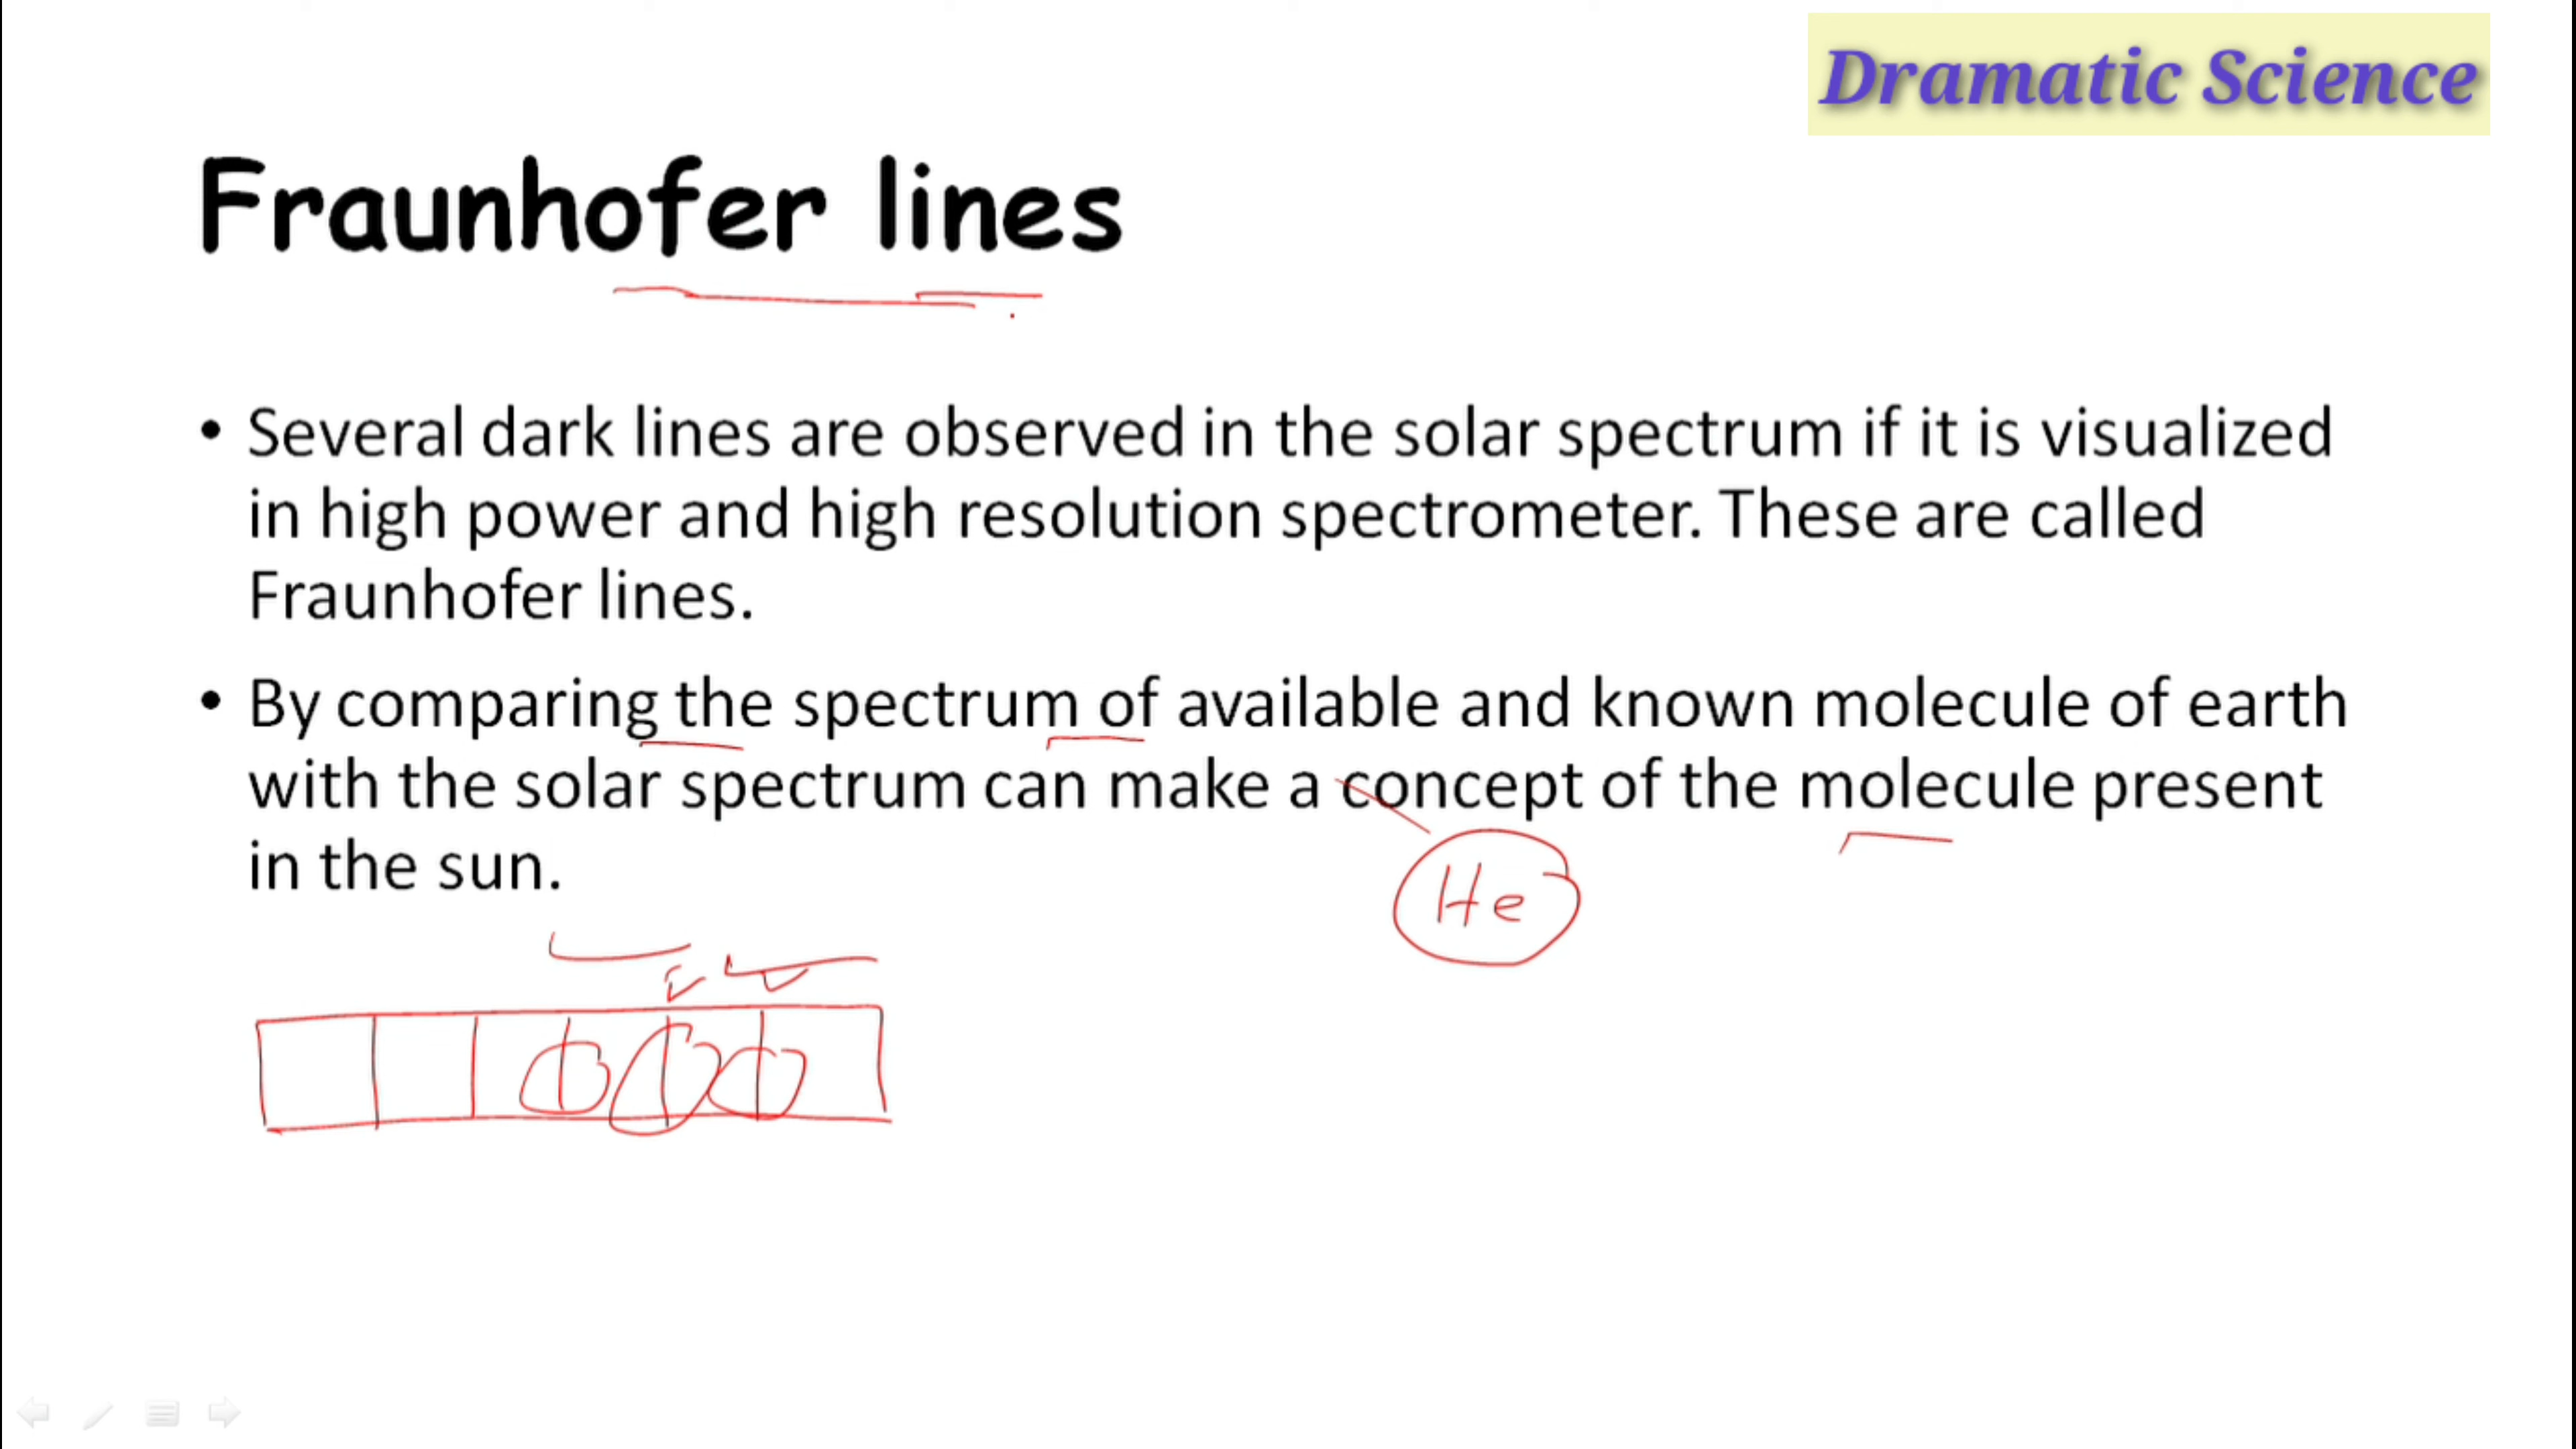 Dramatic Science
Fraunhofer lines
• Several dark lines are observed in the solar spectrum if it is visualized
in high power and high resolution spectrometer. These are called
Fraunhofer lines.
• By comparing the spectrum of available and known molecule of earth
with the solar spectrum can make a concept of the molecule present
in the sun.
He